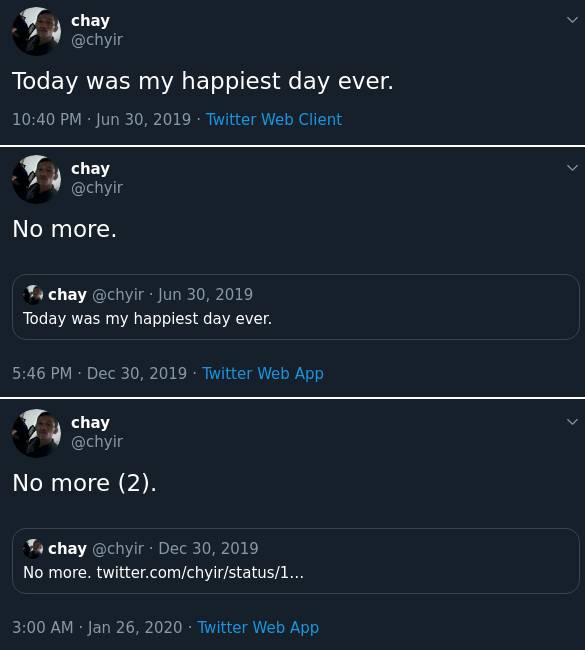 chay
@chyir
Today was my happiest day ever.
10:40 PM · Jun 30, 2019 · Twitter Web Client
chay
@chyir
No more.
chay @chyir · Jun 30, 2019
Today was my happiest day ever.
5:46 PM · Dec 30, 2019 · Twitter Web App
chay
@chyir
No more (2).
chay @chyir · Dec 30, 2019
No more. twitter.com/chyir/status/1…
3:00 AM · Jan 26, 2020 · Twitter Web App